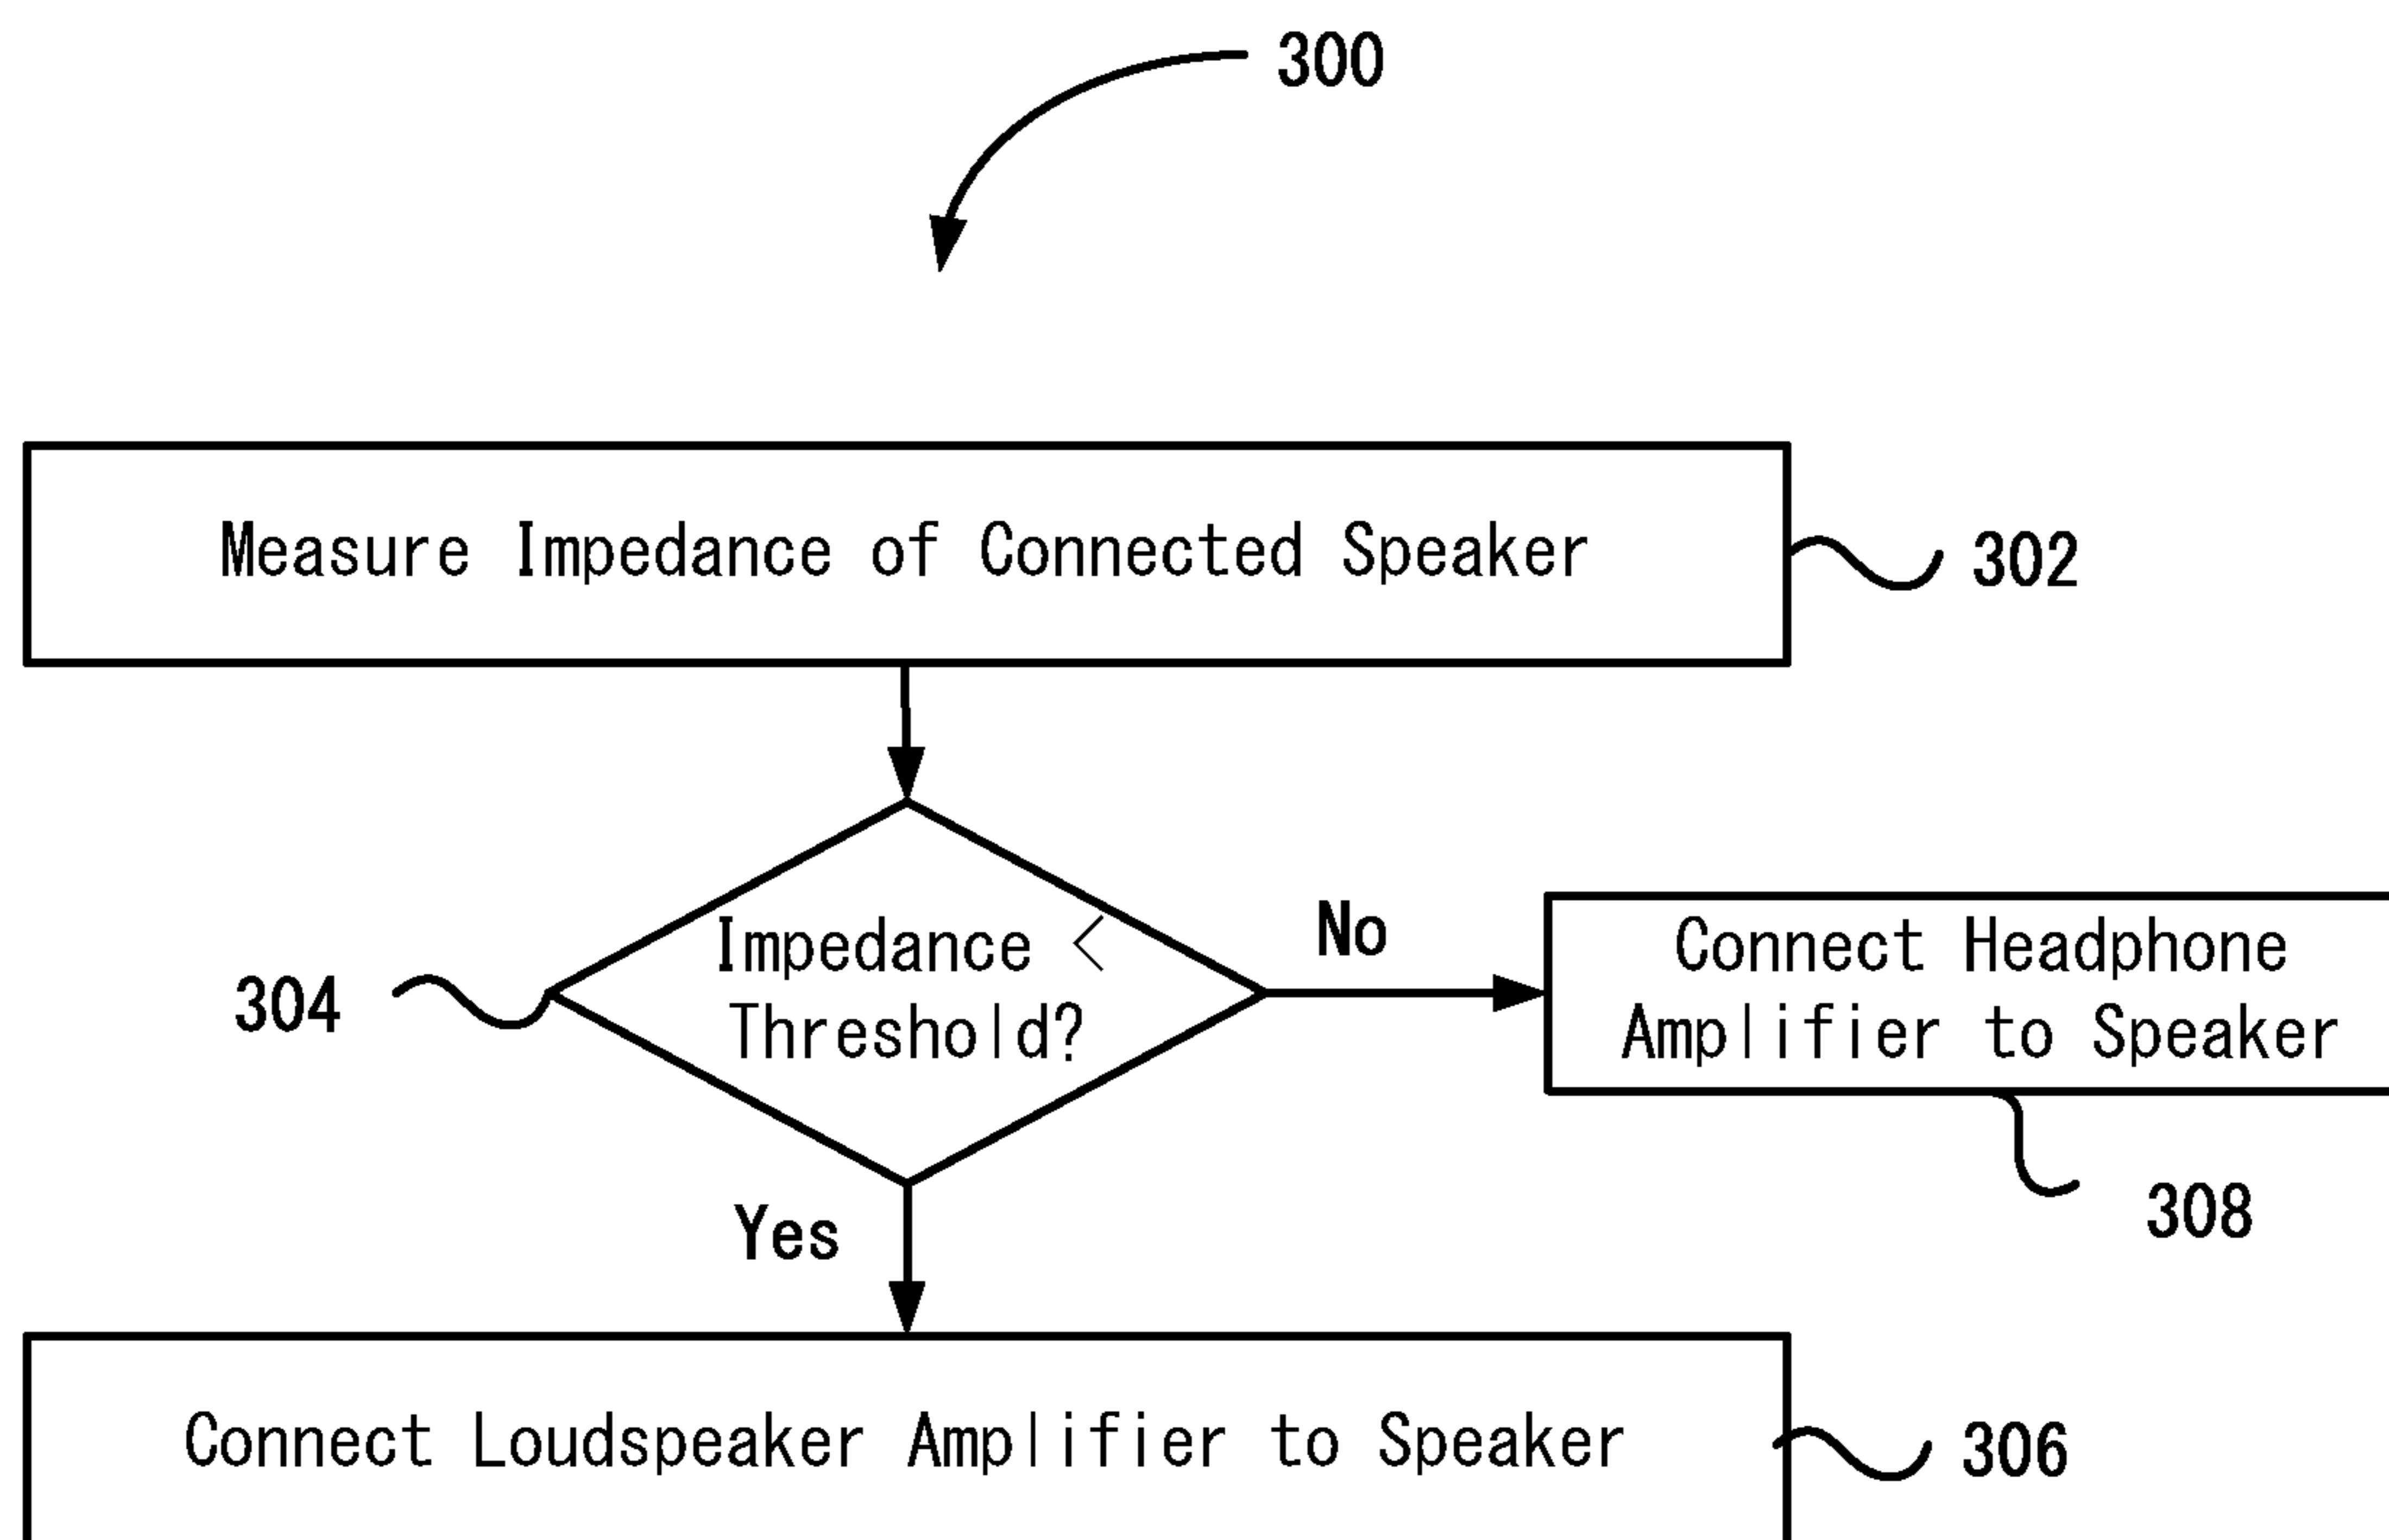 300
Measure Impedance of Connected Speaker
302
Impedance <
Threshold?
304
No
Connect Headphone
Amplifier to Speaker
308
Yes
Connect Loudspeaker Amplifier to Speaker
306